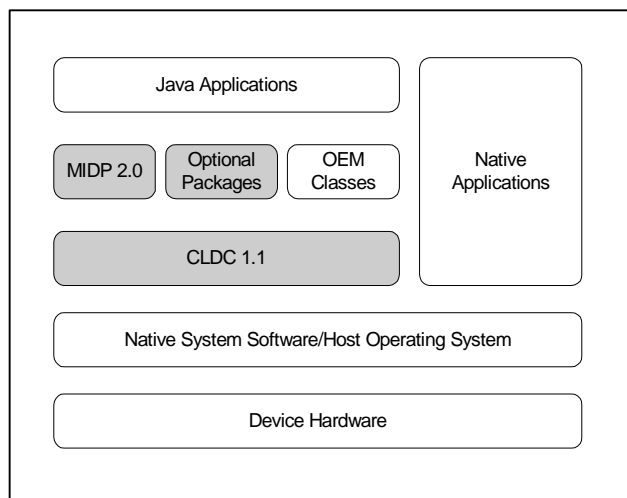 Java Applications
MIDP 2.0
Optional
Packages
OEM
Classes
Native
Applications
CLDC 1.1
Native System Software/Host Operating System
Device Hardware